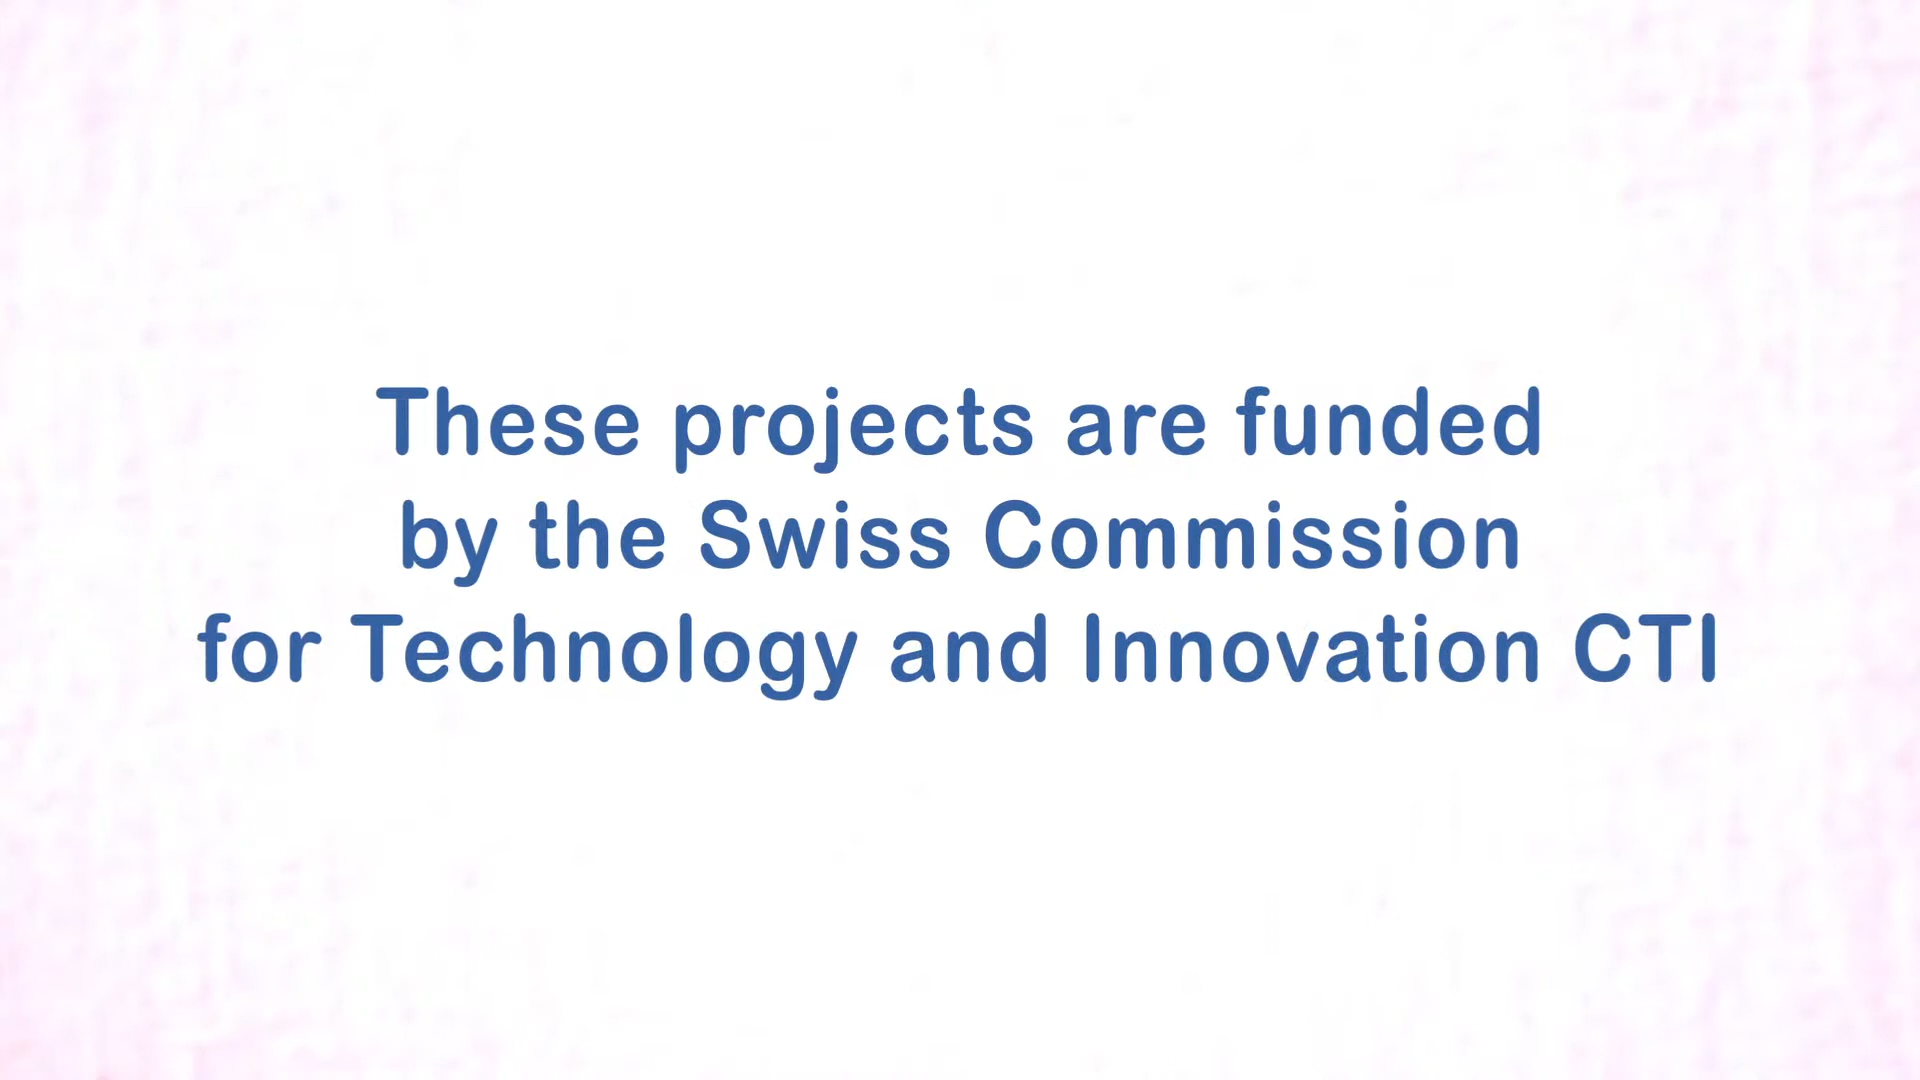 These projects are funded
by the Swiss Commission
for Technology and Innovation CTI